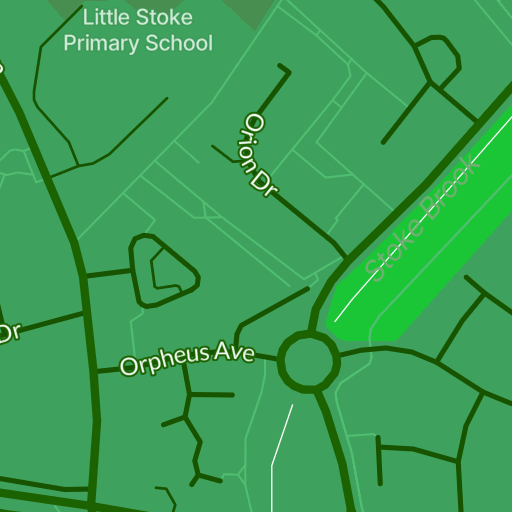 Little Stoke
Primary School
Orion Dr
Stoke Brook
Dr
Orpheus Ave